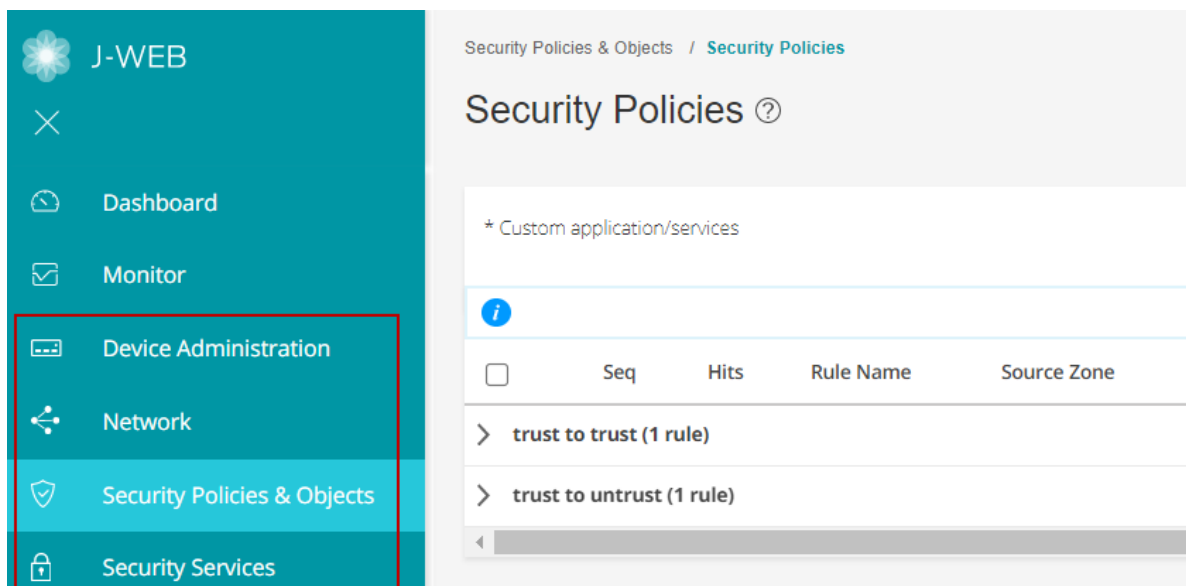 J-WEB
Dashboard
Monitor
Device Administration
Network
Security Policies & Objects
Security Services
Security Policies & Objects / Security Policies
Security Policies ?
* Custom application/services
i
Seq Hits Rule Name Source Zone
trust to trust (1 rule)
trust to untrust (1 rule)